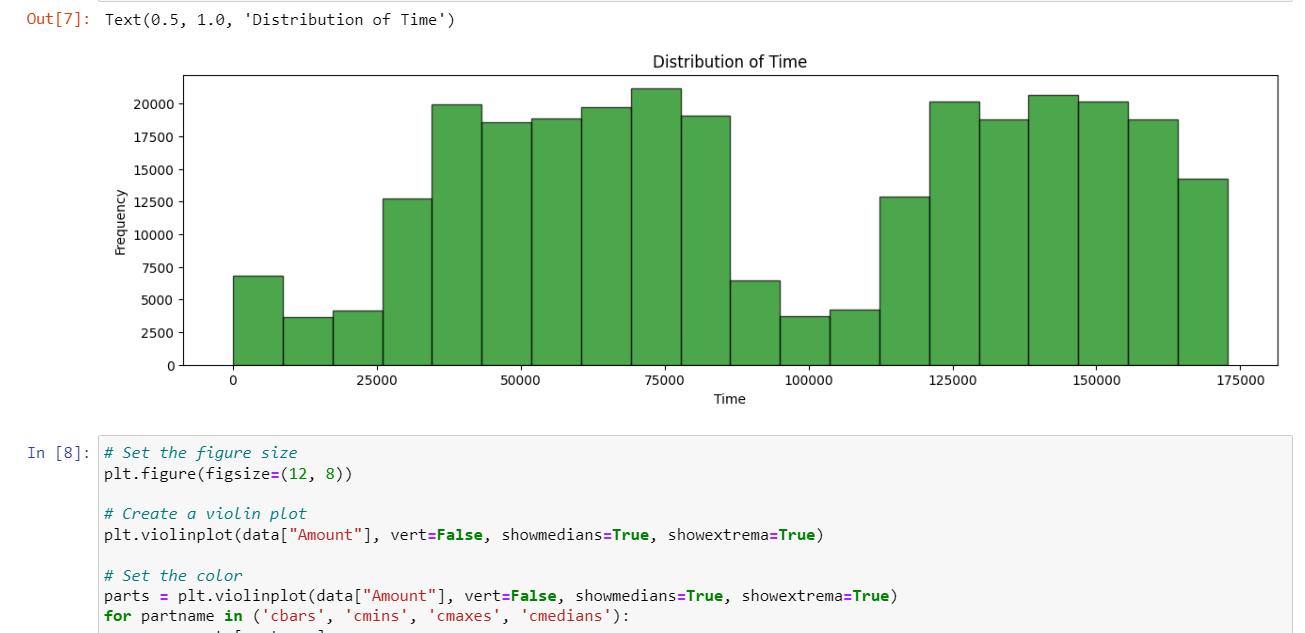 Out[7]: Text(0.5, 1.0, 'Distribution of Time')
Distribution of Time
20000
17500
15000
12500
10000
7500
5000
2500
0
Frequency
0 25000 50000 75000 100000 125000 150000 175000
Time
In [8]: # Set the figure size
plt.figure(figsize=(12, 8))
# Create a violin plot
plt.violinplot(data["Amount"], vert=False, showmedians=True, showextrema=True)
# Set the color
parts = plt.violinplot(data["Amount"], vert=False, showmedians=True, showextrema=True)
for partname in ('cbars', 'cmins', 'cmaxes', 'cmedians'):